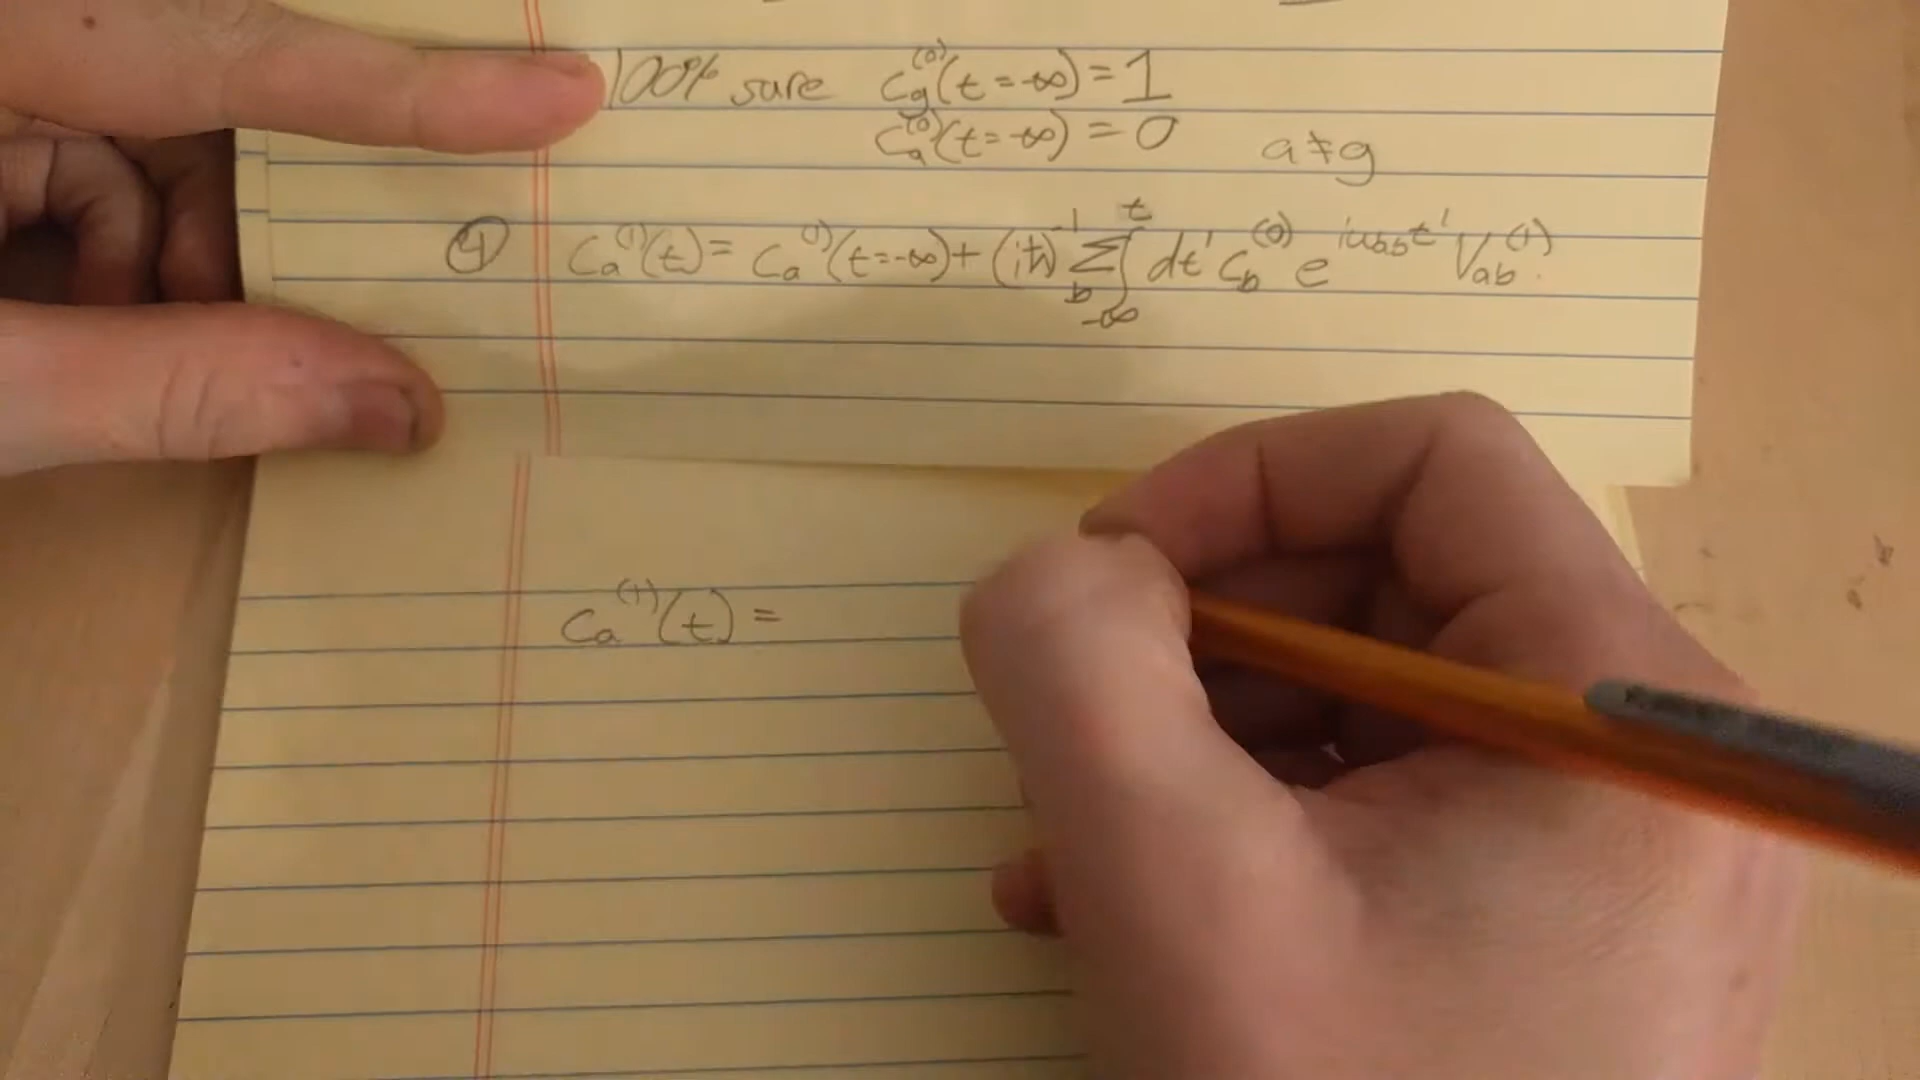 100% sure C_g^(0)(t=-∞) = 1
C_a^(0)(t=-∞) = 0 a≠g
④ C_a^(1)(t) = C_a^(1)(t=-∞) + (iħ)^-1 Σ_b ∫_-∞^t dt' C_b^(0) e^{iω_ab t'} V_ab^(1).
C_a^(1)(t) =